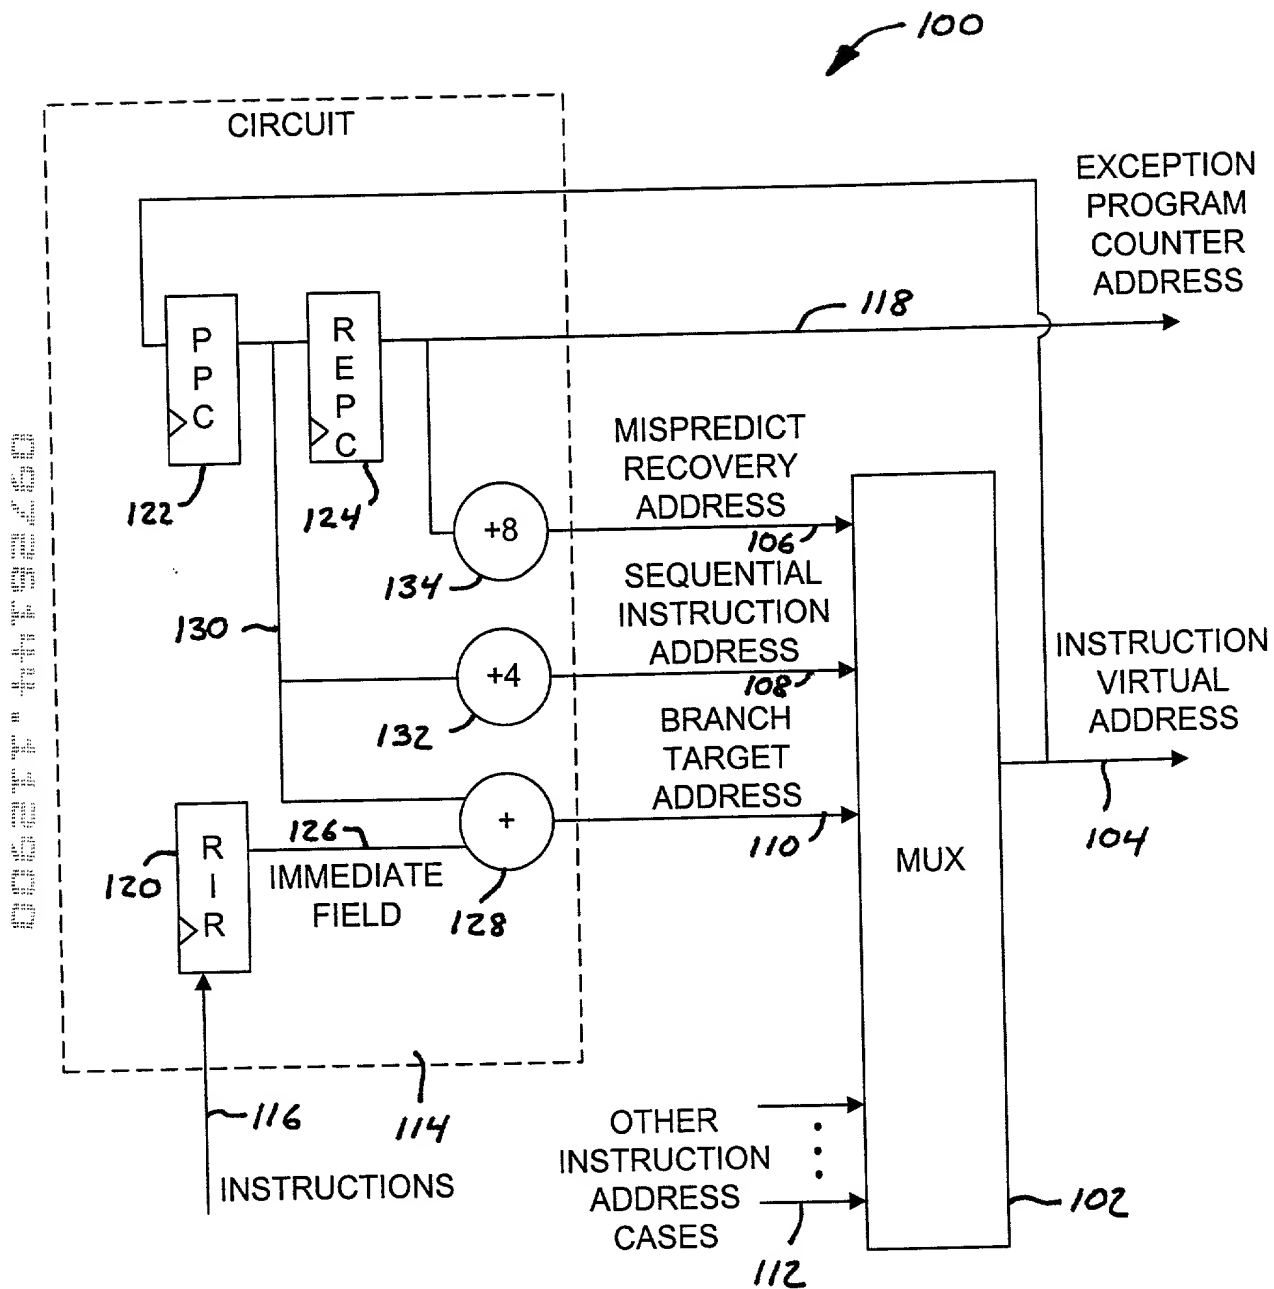 100
CIRCUIT
EXCEPTION
PROGRAM
COUNTER
ADDRESS
118
P
P
C
R
E
P
C
122
124
MISPREDICT
RECOVERY
ADDRESS
+8
106
134
SEQUENTIAL
INSTRUCTION
ADDRESS
130
+4
108
132
INSTRUCTION
VIRTUAL
ADDRESS
BRANCH
TARGET
ADDRESS
104
R
I
R
120
126
IMMEDIATE
FIELD
+
128
110
MUX
116
114
INSTRUCTIONS
OTHER
INSTRUCTION
ADDRESS
CASES
112
102